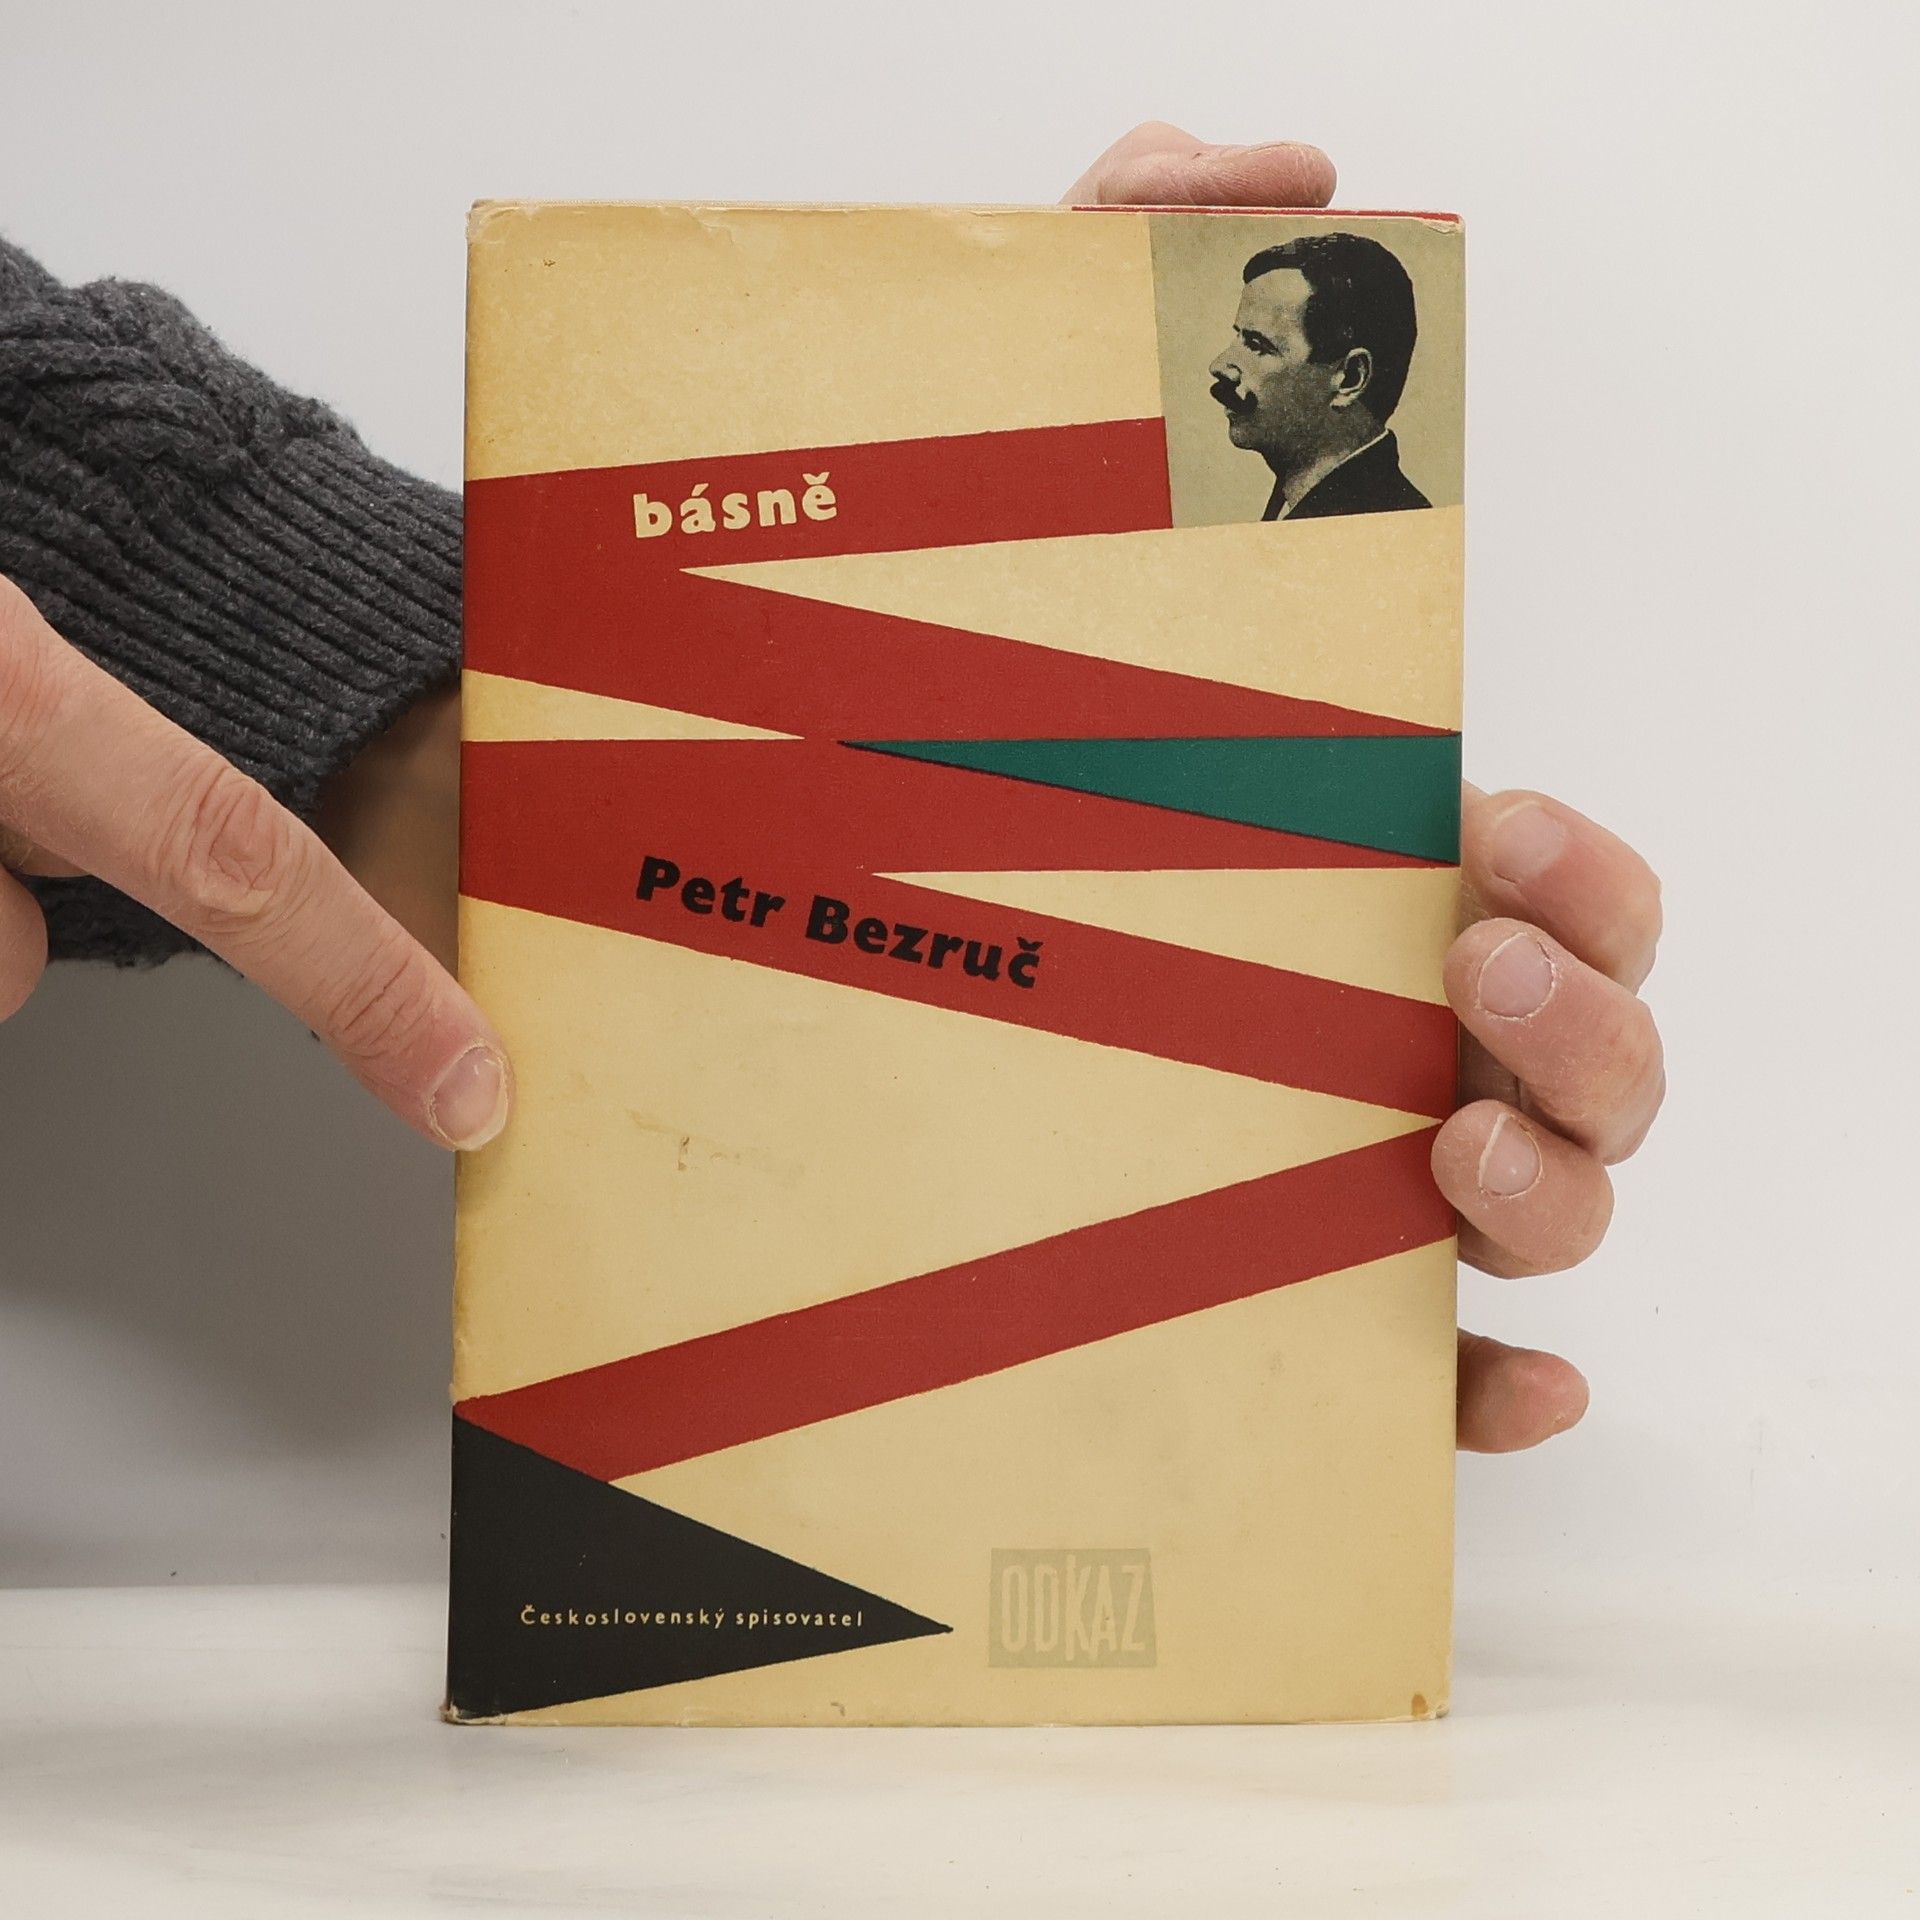 básně
Petr Bezruč
Československý spisovatel
ODKAZ